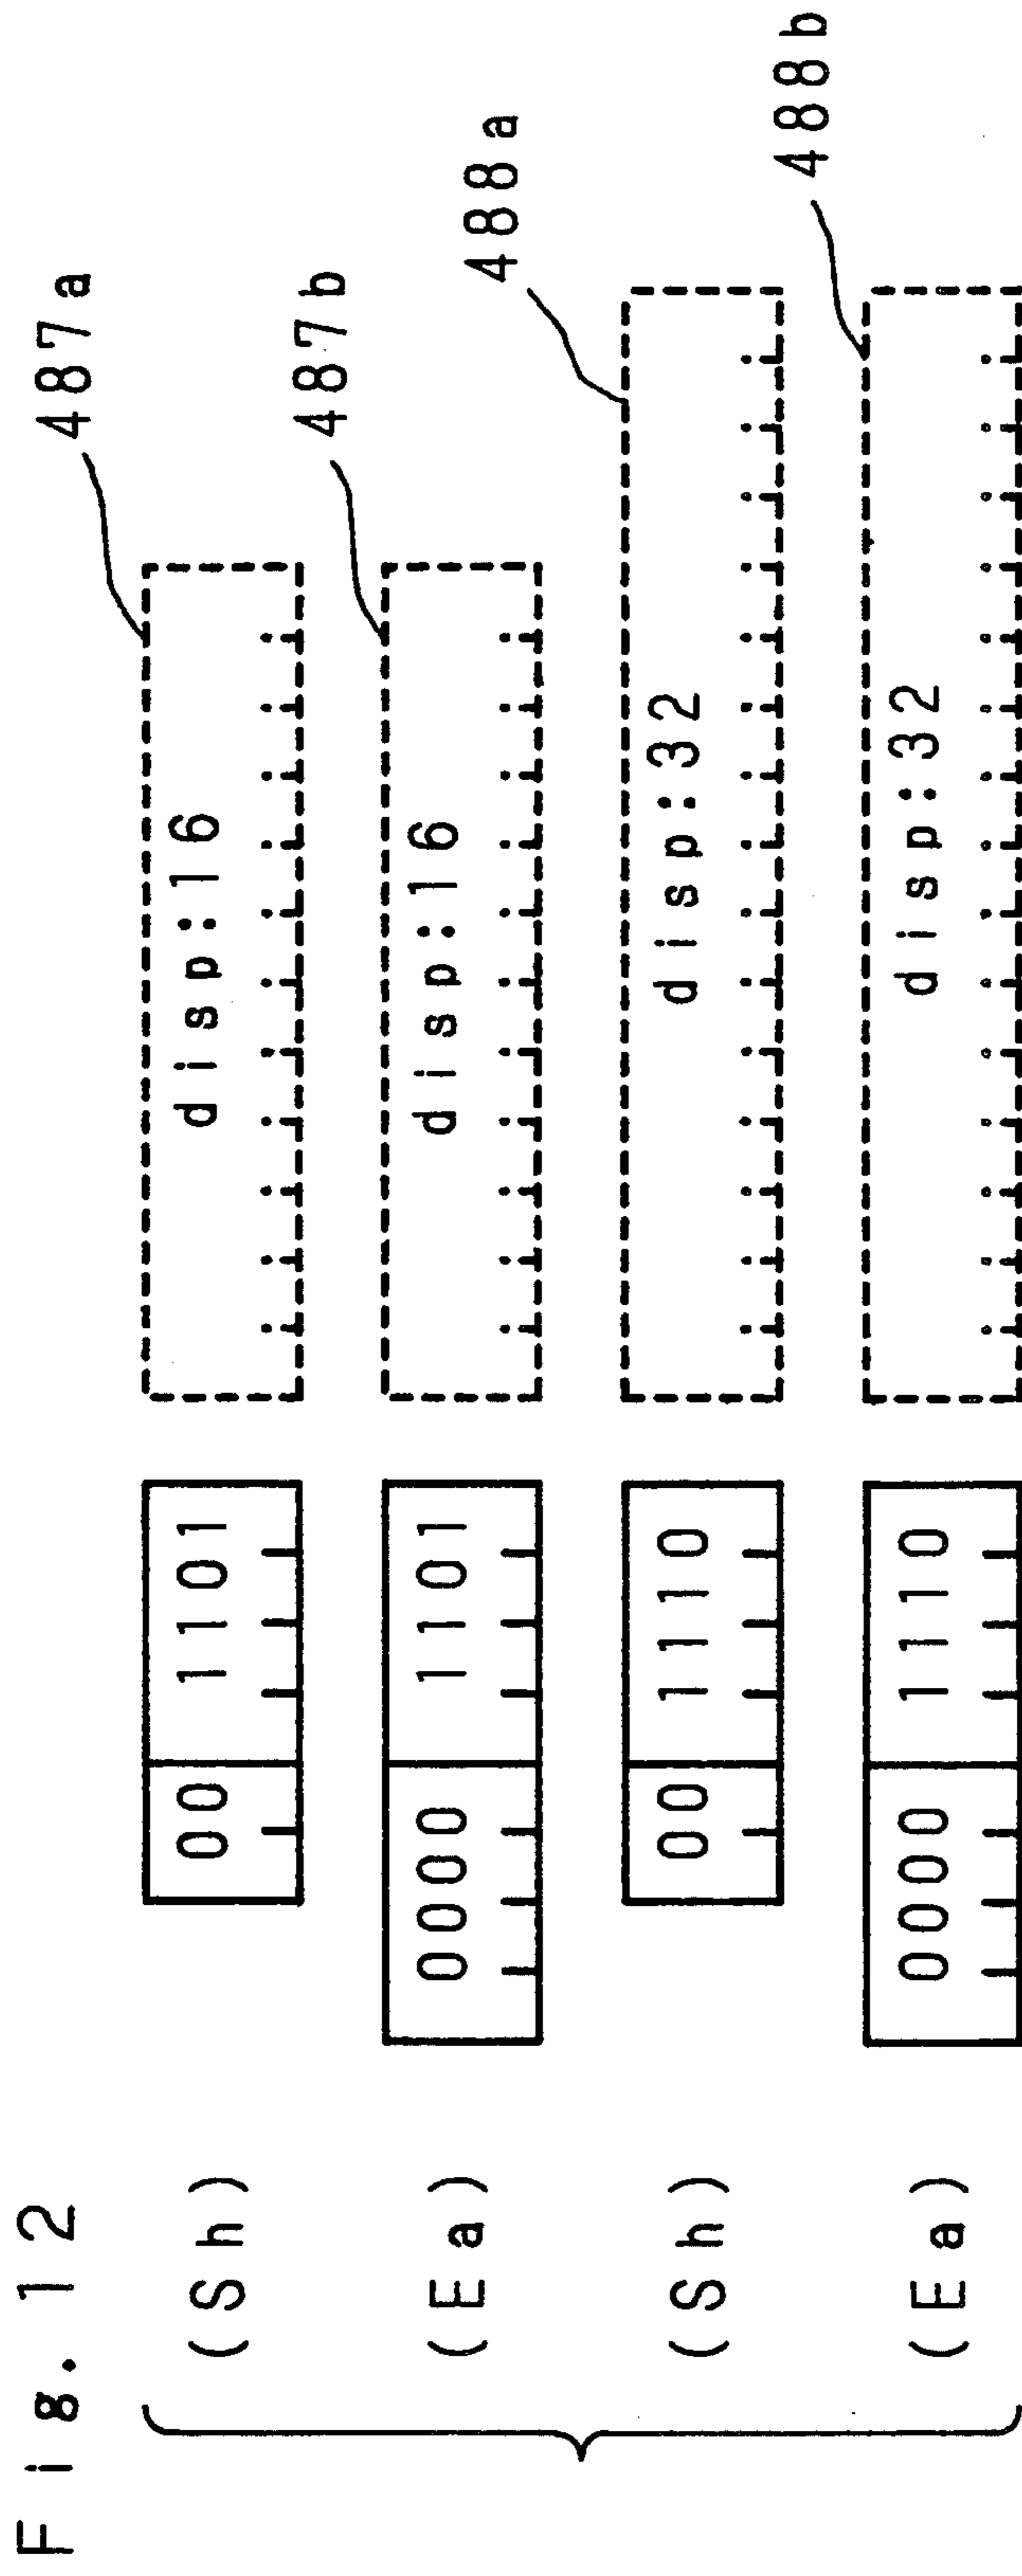 Fig. 12
487a
(Sh) 00 1101 disp:16
487b
(Ea) 0000 1101 disp:16
488a
(Sh) 00 1110 disp:32
488b
(Ea) 0000 1110 disp:32